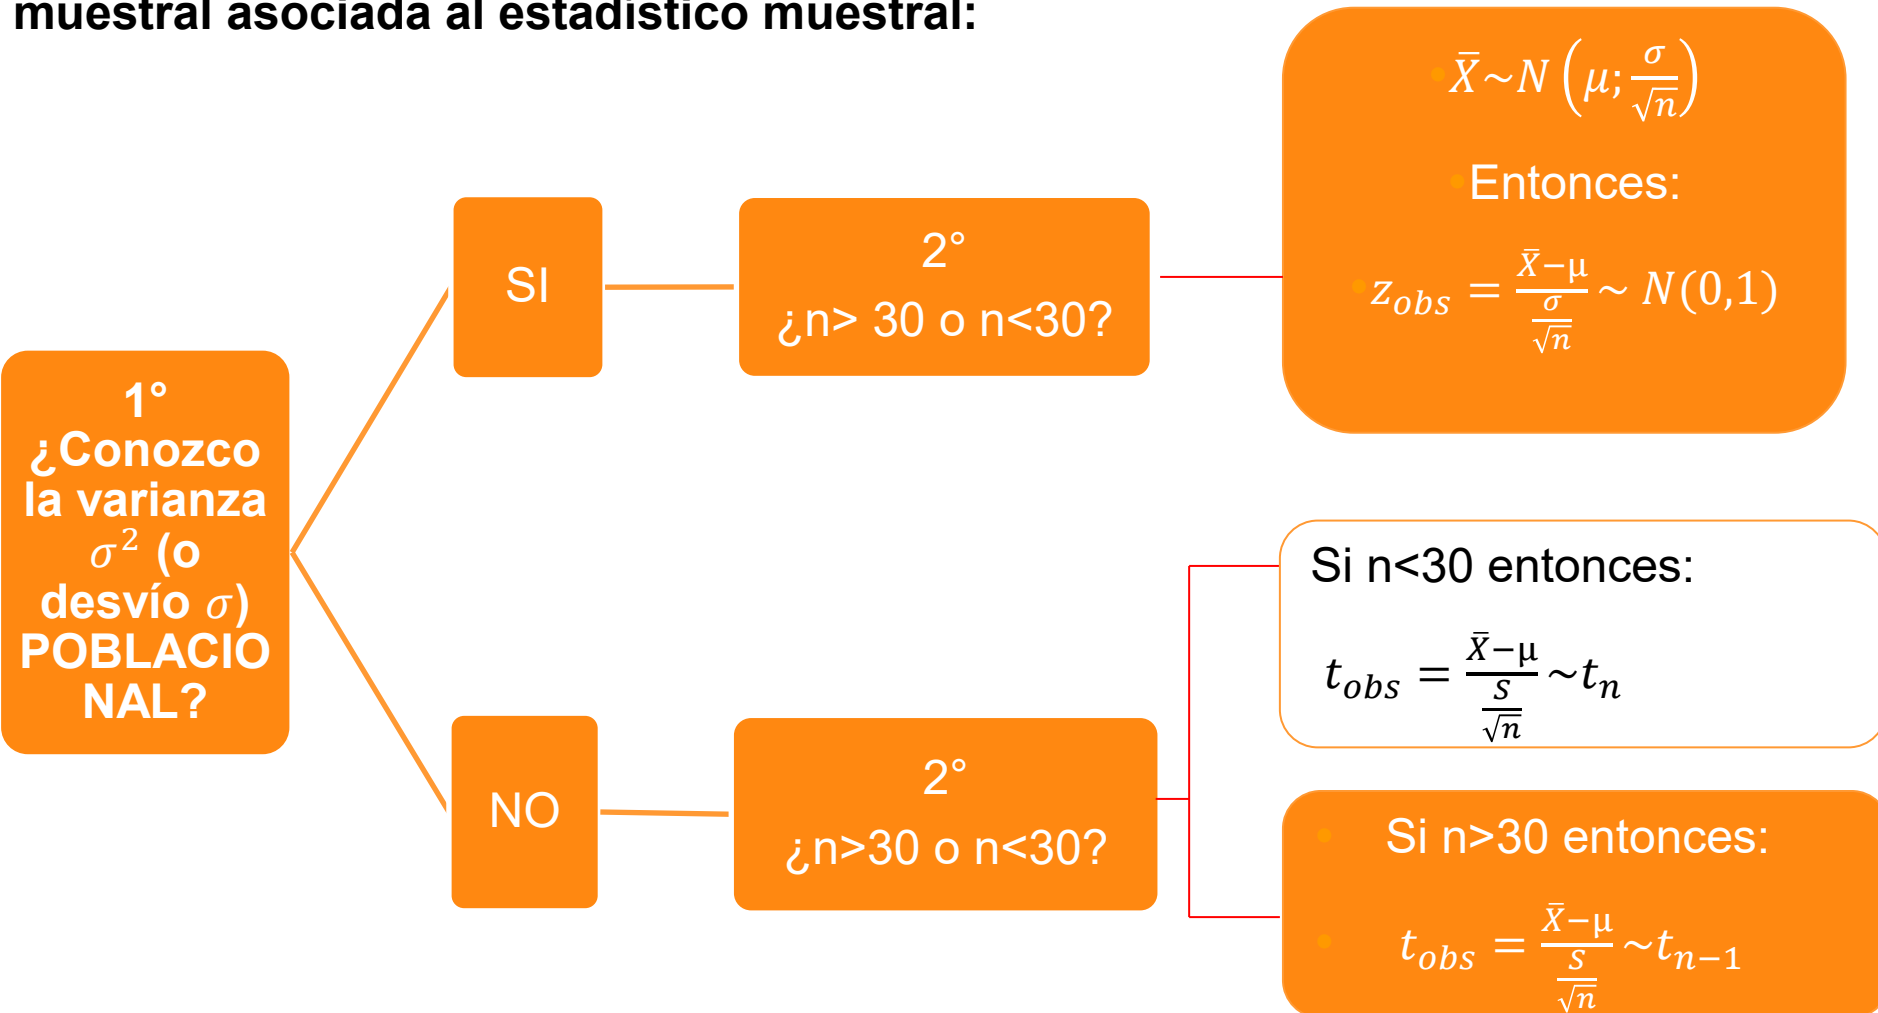 muestral asociada al estadístico muestral:
1°
¿Conozco
la varianza
σ² (o
desvío σ)
POBLACIO
NAL?
SI
2°
¿n> 30 o n<30?
•X̄~N(μ; σ/√n)
•Entonces:
•z_obs = (X̄−μ)/(σ/√n) ~ N(0,1)
NO
2°
¿n>30 o n<30?
Si n<30 entonces:
t_obs = (X̄−μ)/(S/√n) ~t_n
• Si n>30 entonces:
• t_obs = (X̄−μ)/(S/√n) ~t_{n−1}